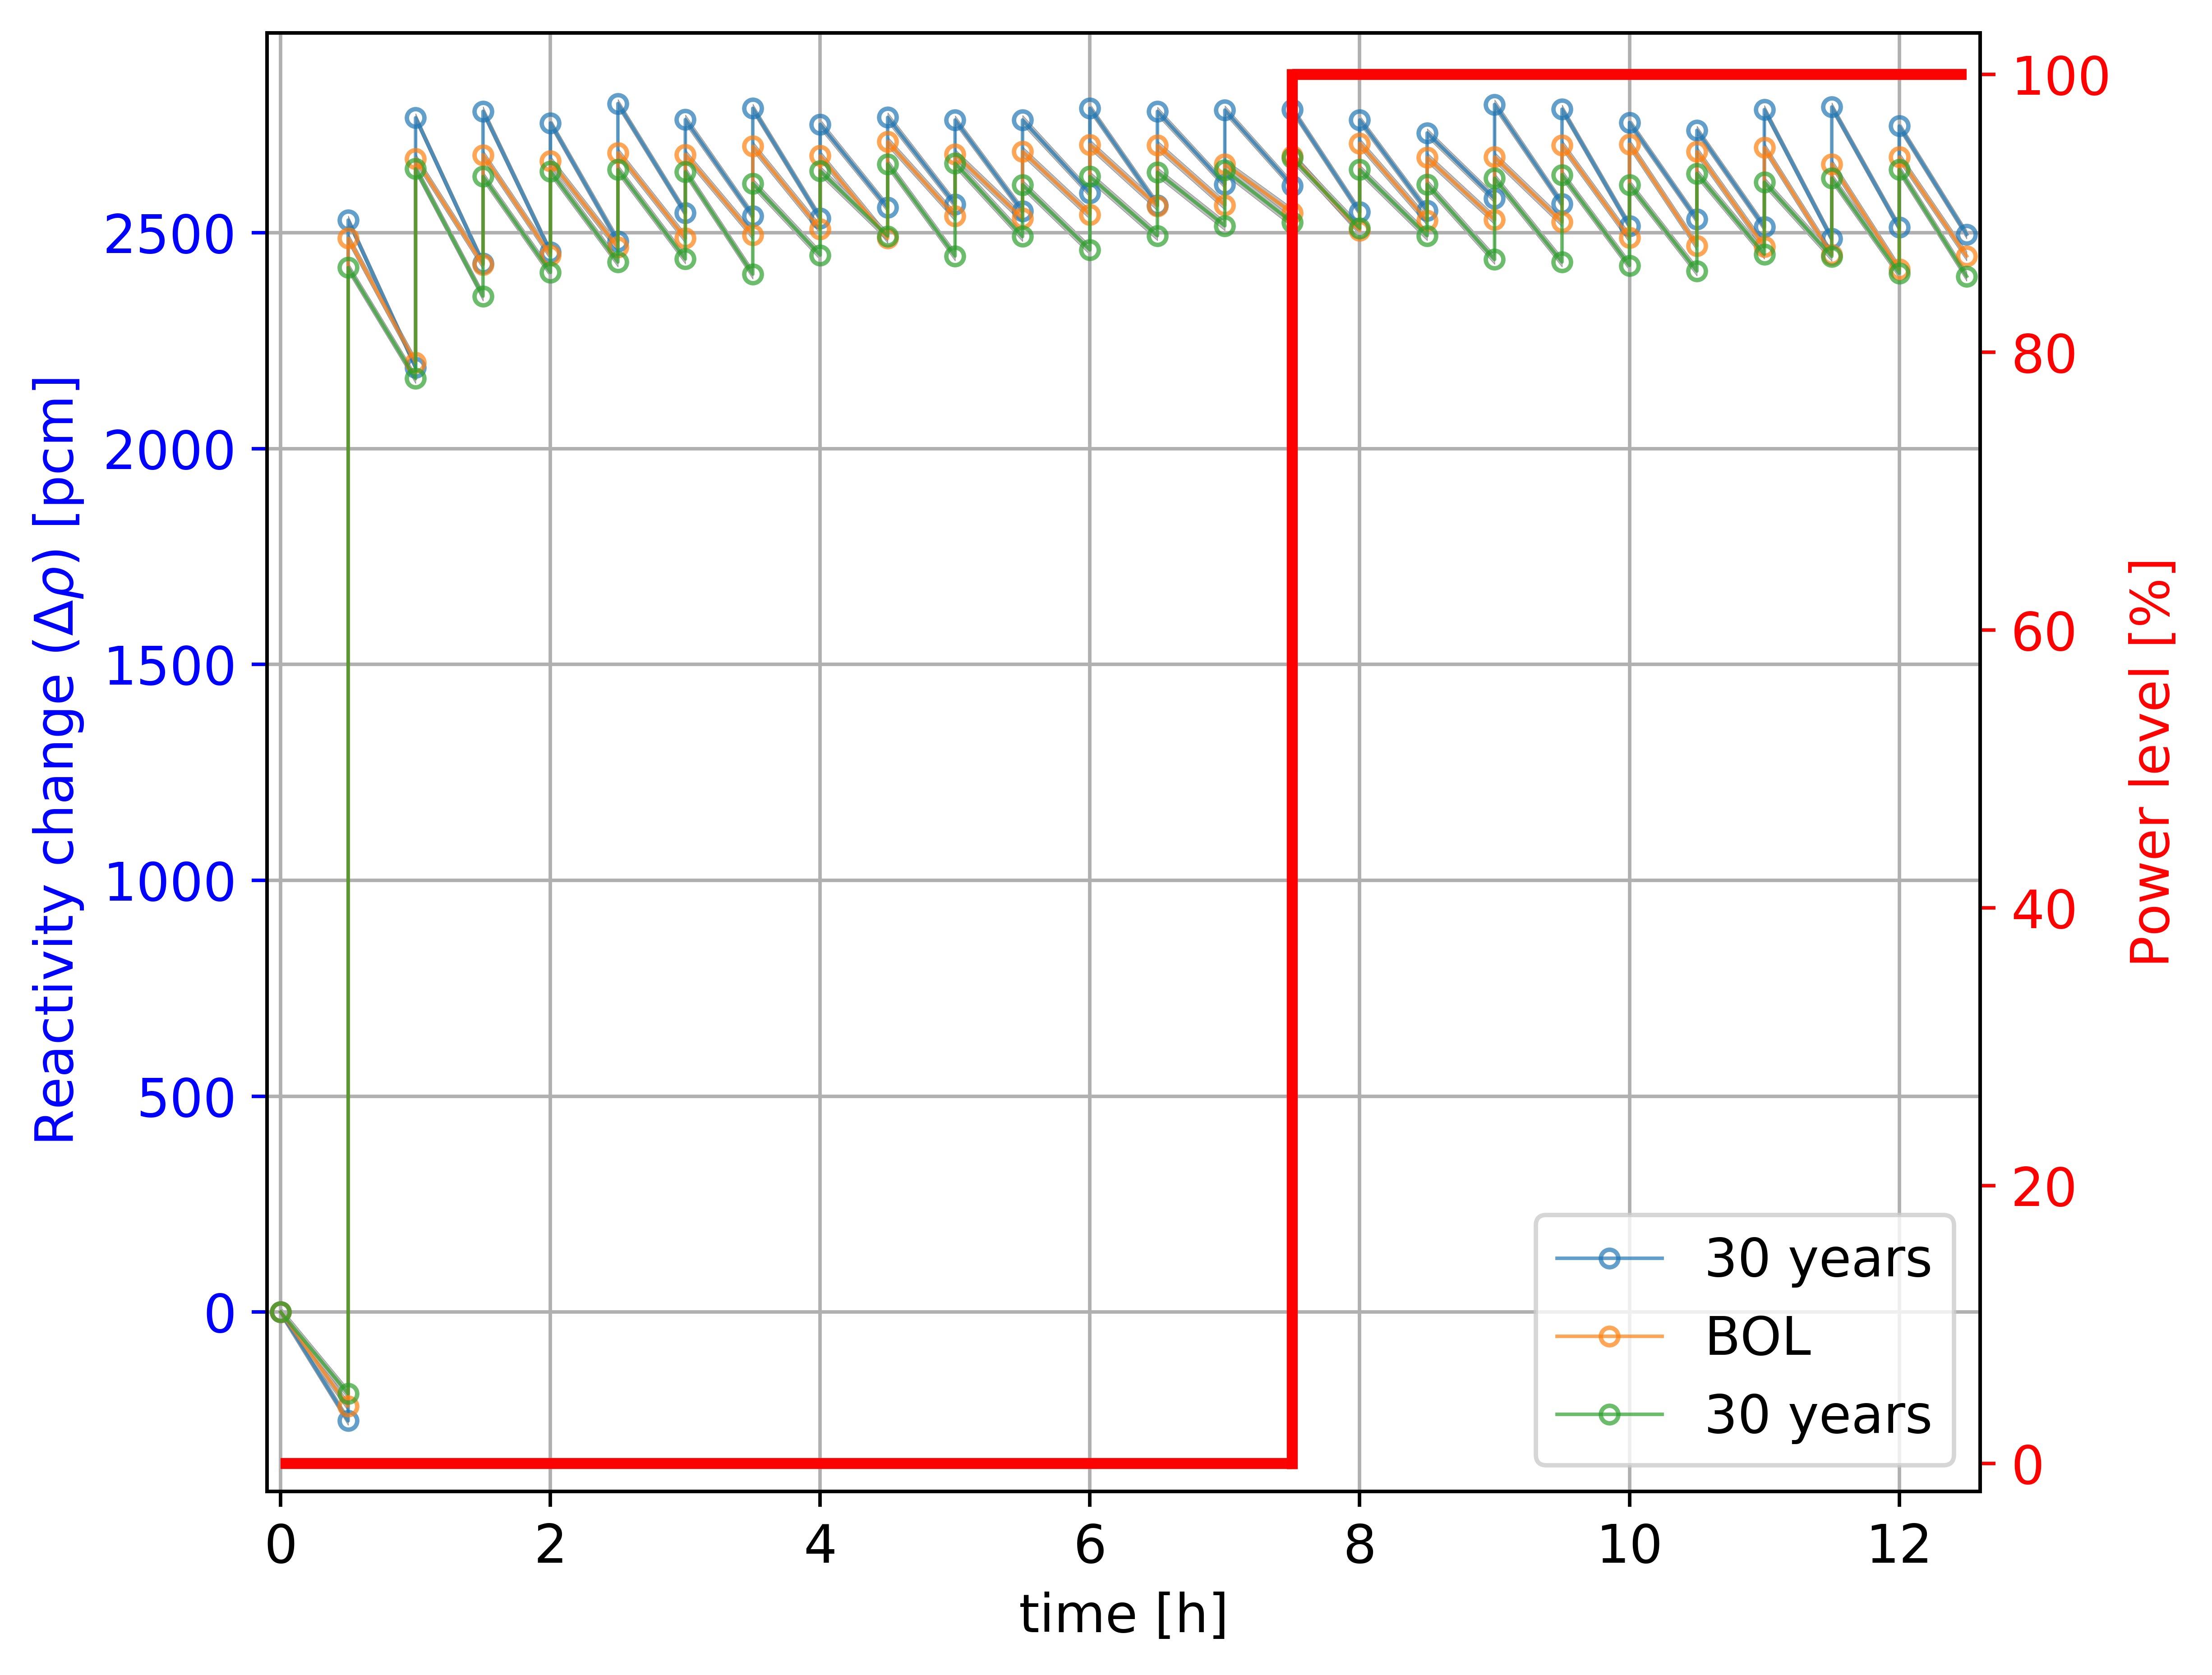 Reactivity change (Δρ) [pcm]
2500
2000
1500
1000
500
0
100
80
60
40
20
0
Power level [%]
30 years
BOL
30 years
0 2 4 6 8 10 12
time [h]